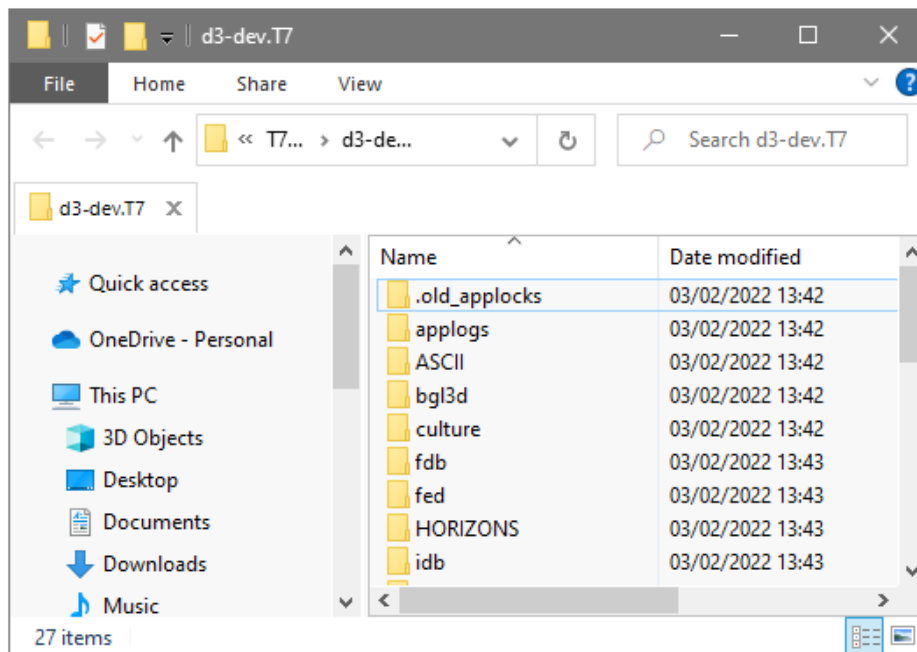 d3-dev.T7
File Home Share View
« T7... › d3-de... Search d3-dev.T7
d3-dev.T7
Quick access
OneDrive - Personal
This PC
3D Objects
Desktop
Documents
Downloads
Music
Name Date modified
.old_applocks 03/02/2022 13:42
applogs 03/02/2022 13:42
ASCII 03/02/2022 13:42
bgl3d 03/02/2022 13:42
culture 03/02/2022 13:42
fdb 03/02/2022 13:43
fed 03/02/2022 13:43
HORIZONS 03/02/2022 13:43
idb 03/02/2022 13:43
27 items